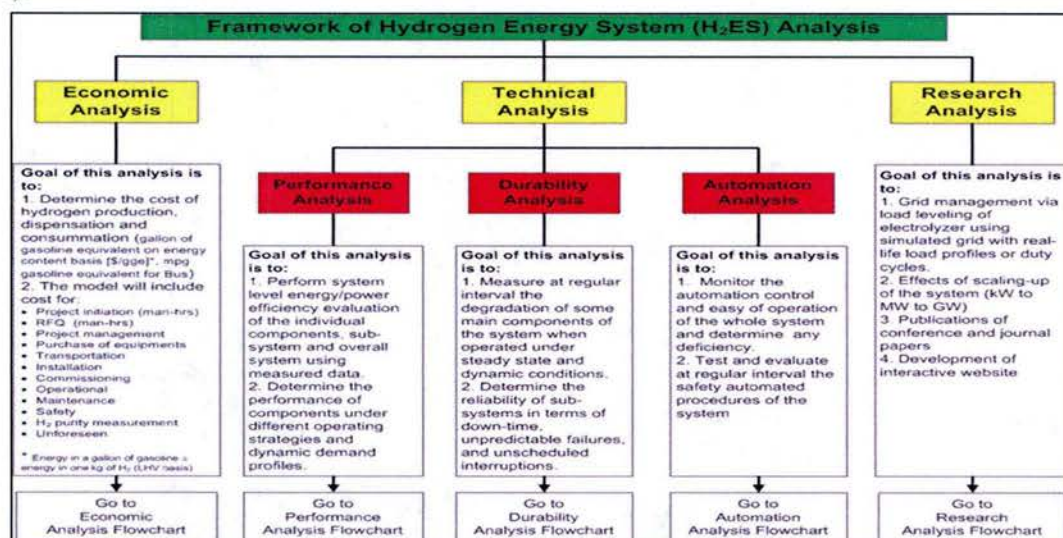 Framework of Hydrogen Energy System (H₂ES) Analysis
Economic
Analysis
Technical
Analysis
Research
Analysis
Goal of this analysis is
to:
1. Determine the cost of
hydrogen production,
dispensation and
consummation (gallon of
gasoline equivalent on energy
content basis [$/gge]*, mpg
gasoline equivalent for Bus)
2. The model will include
cost for:
• Project initiation (man-hrs)
• RFQ (man-hrs)
• Project management
• Purchase of equipments
• Transportation
• Installation
• Commissioning
• Operational
• Maintenance
• Safety
• H₂ purity measurement
• Unforeseen
* Energy in a gallon of gasoline ≅
energy in one kg of H₂ (LHV basis)
Go to
Economic
Analysis Flowchart
Performance
Analysis
Goal of this analysis
is to:
1. Perform system
level energy/power
efficiency evaluation
of the individual
components, sub-
system and overall
system using
measured data.
2. Determine the
performance of
components under
different operating
strategies and
dynamic demand
profiles.
Go to
Performance
Analysis Flowchart
Durability
Analysis
Goal of this analysis
is to:
1. Measure at regular
interval the
degradation of some
main components of
the system when
operated under
steady state and
dynamic conditions.
2. Determine the
reliability of sub-
systems in terms of
down-time,
unpredictable failures,
and unscheduled
interruptions.
Go to
Durability
Analysis Flowchart
Automation
Analysis
Goal of this analysis
is to:
1. Monitor the
automation control
and easy of operation
of the whole system
and determine any
deficiency.
2. Test and evaluate
at regular interval the
safety automated
procedures of the
system
Go to
Automation
Analysis Flowchart
Goal of this analysis is
to:
1. Grid management via
load leveling of
electrolyzer using
simulated grid with real-
life load profiles or duty
cycles.
2. Effects of scaling-up
of the system (kW to
MW to GW)
3. Publications of
conference and journal
papers
4. Development of
interactive website
Go to
Research
Analysis Flowchart